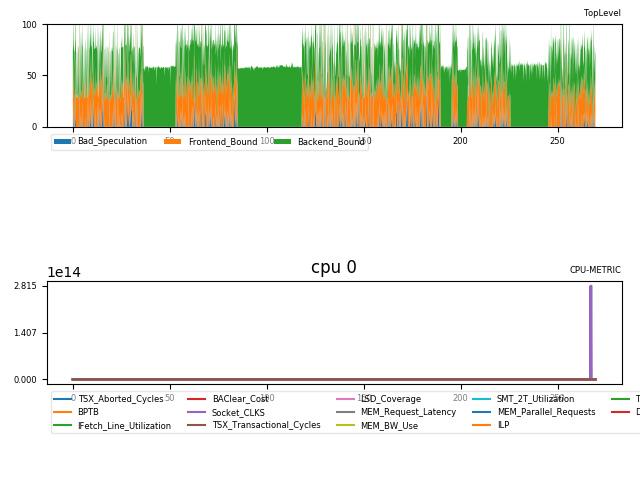 TopLevel
100
50
0
0 50 100 150 200 250
Bad_Speculation Frontend_Bound Backend_Bound
cpu 0
1e14 CPU-METRIC
2.815
1.407
0.000
0 50 100 150 200 250
TSX_Aborted_Cycles BAClear_Cost LSD_Coverage SMT_2T_Utilization T
BPTB Socket_CLKS MEM_Request_Latency MEM_Parallel_Requests D
IFetch_Line_Utilization TSX_Transactional_Cycles MEM_BW_Use ILP